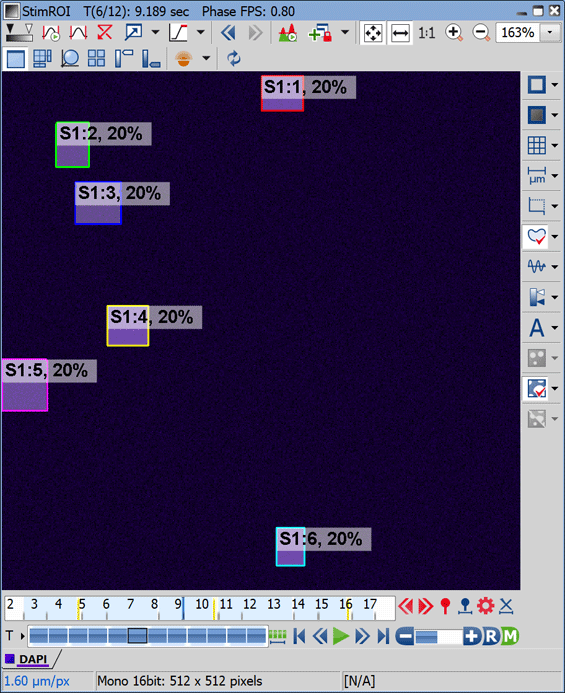 StimROI T(6/12): 9.189 sec Phase FPS: 0.80
1:1 163%
S1:1, 20%
S1:2, 20%
S1:3, 20%
S1:4, 20%
S1:5, 20%
S1:6, 20%
µm
A
2 3 4 5 6 7 8 9 10 11 12 13 14 15 16 17
T R M
DAPI
1.60 µm/px Mono 16bit: 512 x 512 pixels [N/A]